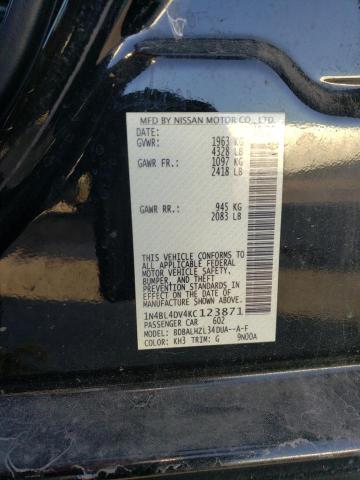 MFD BY NISSAN MOTOR CO., LTD.
DATE:
GVWR: 1963 KG
4328 LB
GAWR FR: 1097 KG
2418 LB
GAWR RR: 945 KG
2083 LB
THIS VEHICLE CONFORMS TO
ALL APPLICABLE FEDERAL
MOTOR VEHICLE SAFETY,
BUMPER, AND THEFT
PREVENTION STANDARDS IN
EFFECT ON THE DATE OF
MANUFACTURE SHOWN ABOVE.
1N4BL4DV4KC123871
PASSENGER CAR 602
MODEL: BDBALHZL34DUA--A-F
COLOR: KH3 TRIM: G 9N00A